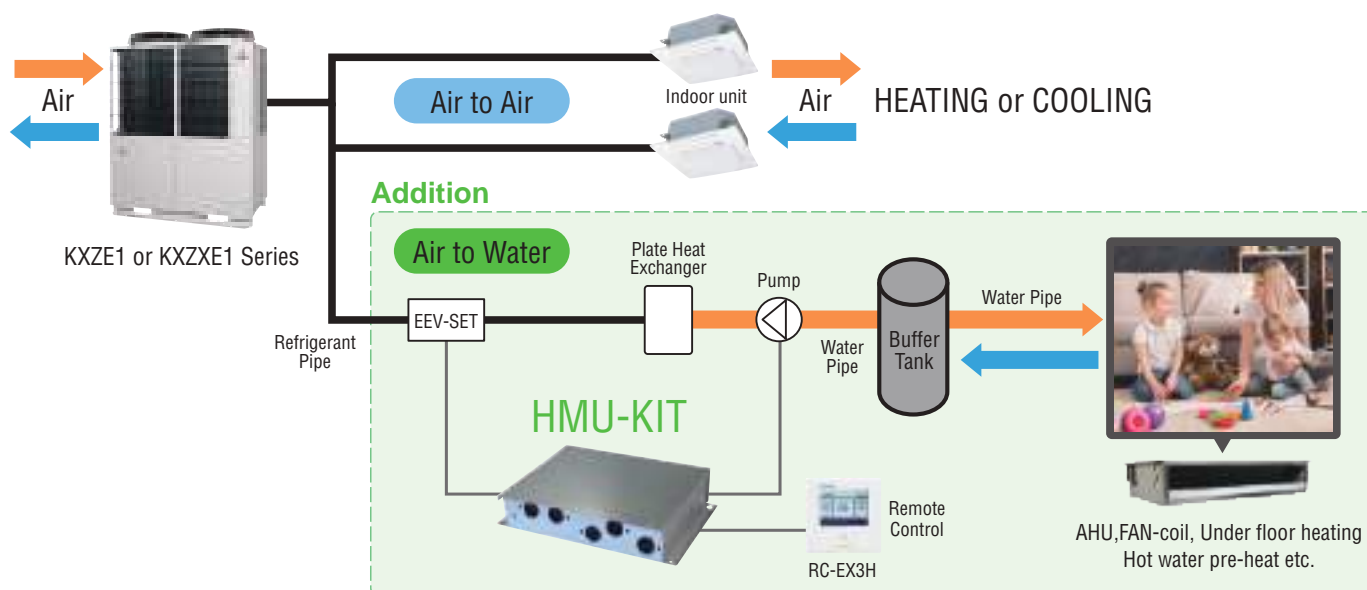 Air
Air to Air
Indoor unit
Air
HEATING or COOLING
KXZE1 or KXZXE1 Series
Addition
Air to Water
Plate Heat
Exchanger
Pump
Water Pipe
Refrigerant
Pipe
EEV-SET
Water
Pipe
Buffer
Tank
HMU-KIT
Remote
Control
RC-EX3H
AHU,FAN-coil, Under floor heating
Hot water pre-heat etc.